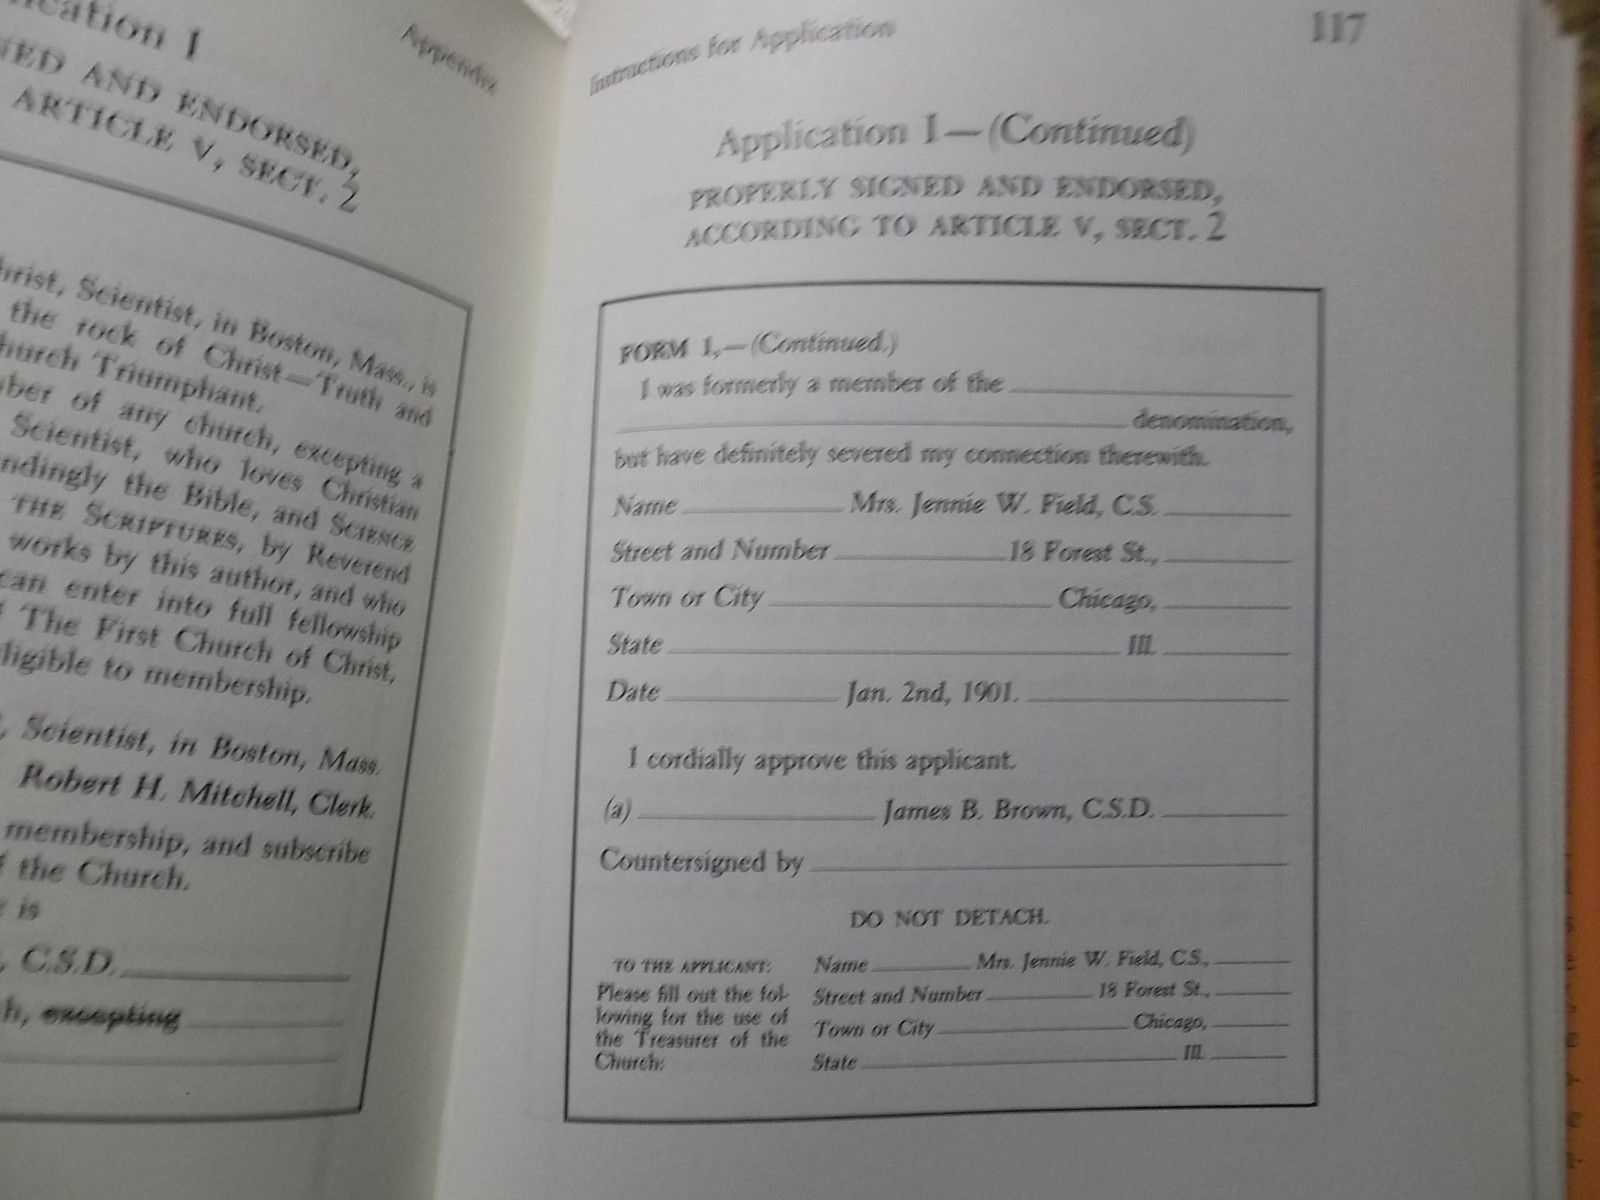 ication I
Appendix
NED AND ENDORSED,
ARTICLE V, SECT. 2
hrist, Scientist, in Boston, Mass., is
the rock of Christ—Truth and
hurch Triumphant.
ber of any church, excepting a
Scientist, who loves Christian
ndingly the Bible, and SCIENCE
THE SCRIPTURES, by Reverend
works by this author, and who
can enter into full fellowship
The First Church of Christ,
ligible to membership.
, Scientist, in Boston, Mass.
Robert H. Mitchell, Clerk.
membership, and subscribe
f the Church.
is
, C.S.D.
h, excepting
Instructions for Application 117
Application I—(Continued)
PROPERLY SIGNED AND ENDORSED,
ACCORDING TO ARTICLE V, SECT. 2
FORM 1,—(Continued.)
I was formerly a member of the
denomination,
but have definitely severed my connection therewith.
Name Mrs. Jennie W. Field, C.S.
Street and Number 18 Forest St.,
Town or City Chicago,
State Ill.
Date Jan. 2nd, 1901.
I cordially approve this applicant.
(a) James B. Brown, C.S.D.
Countersigned by
DO NOT DETACH.
TO THE APPLICANT:
Please fill out the fol-
lowing for the use of
the Treasurer of the
Church:
Name Mrs. Jennie W. Field, C.S.,
Street and Number 18 Forest St.,
Town or City Chicago,
State Ill.